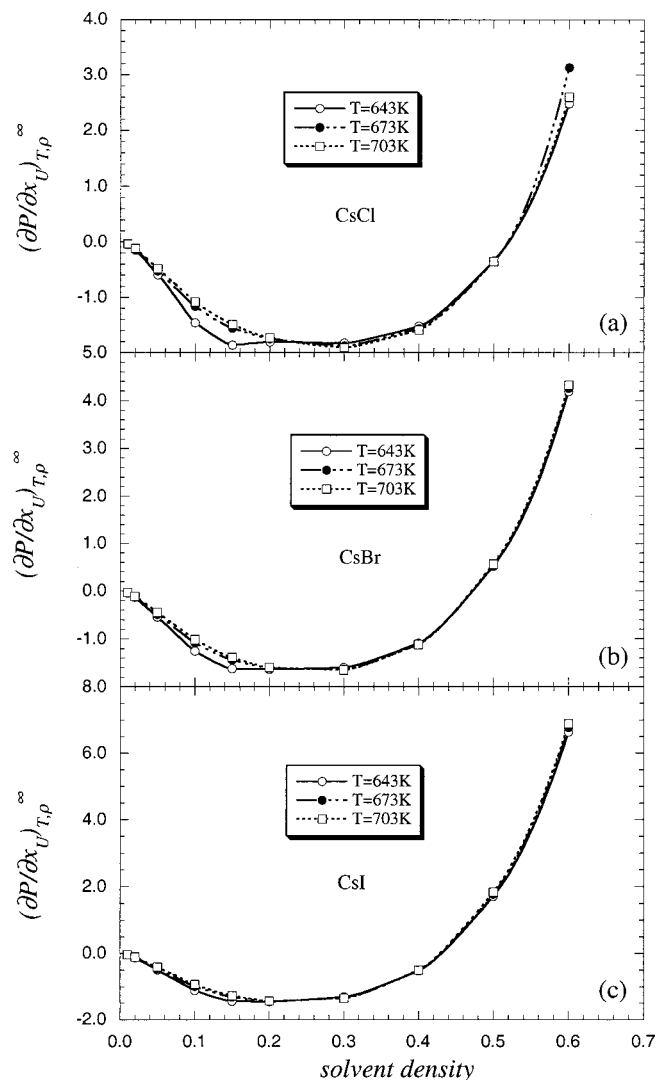 4.0
3.0
2.0
1.0
0.0
-1.0
(∂P/∂x_U)^∞_{T,ρ}
T=643K
T=673K
T=703K
CsCl
(a)
5.0
4.0
3.0
2.0
1.0
0.0
-1.0
(∂P/∂x_U)^∞_{T,ρ}
T=643K
T=673K
T=703K
CsBr
(b)
8.0
6.0
4.0
2.0
0.0
-2.0
(∂P/∂x_U)^∞_{T,ρ}
T=643K
T=673K
T=703K
CsI
(c)
0.0 0.1 0.2 0.3 0.4 0.5 0.6 0.7
solvent density